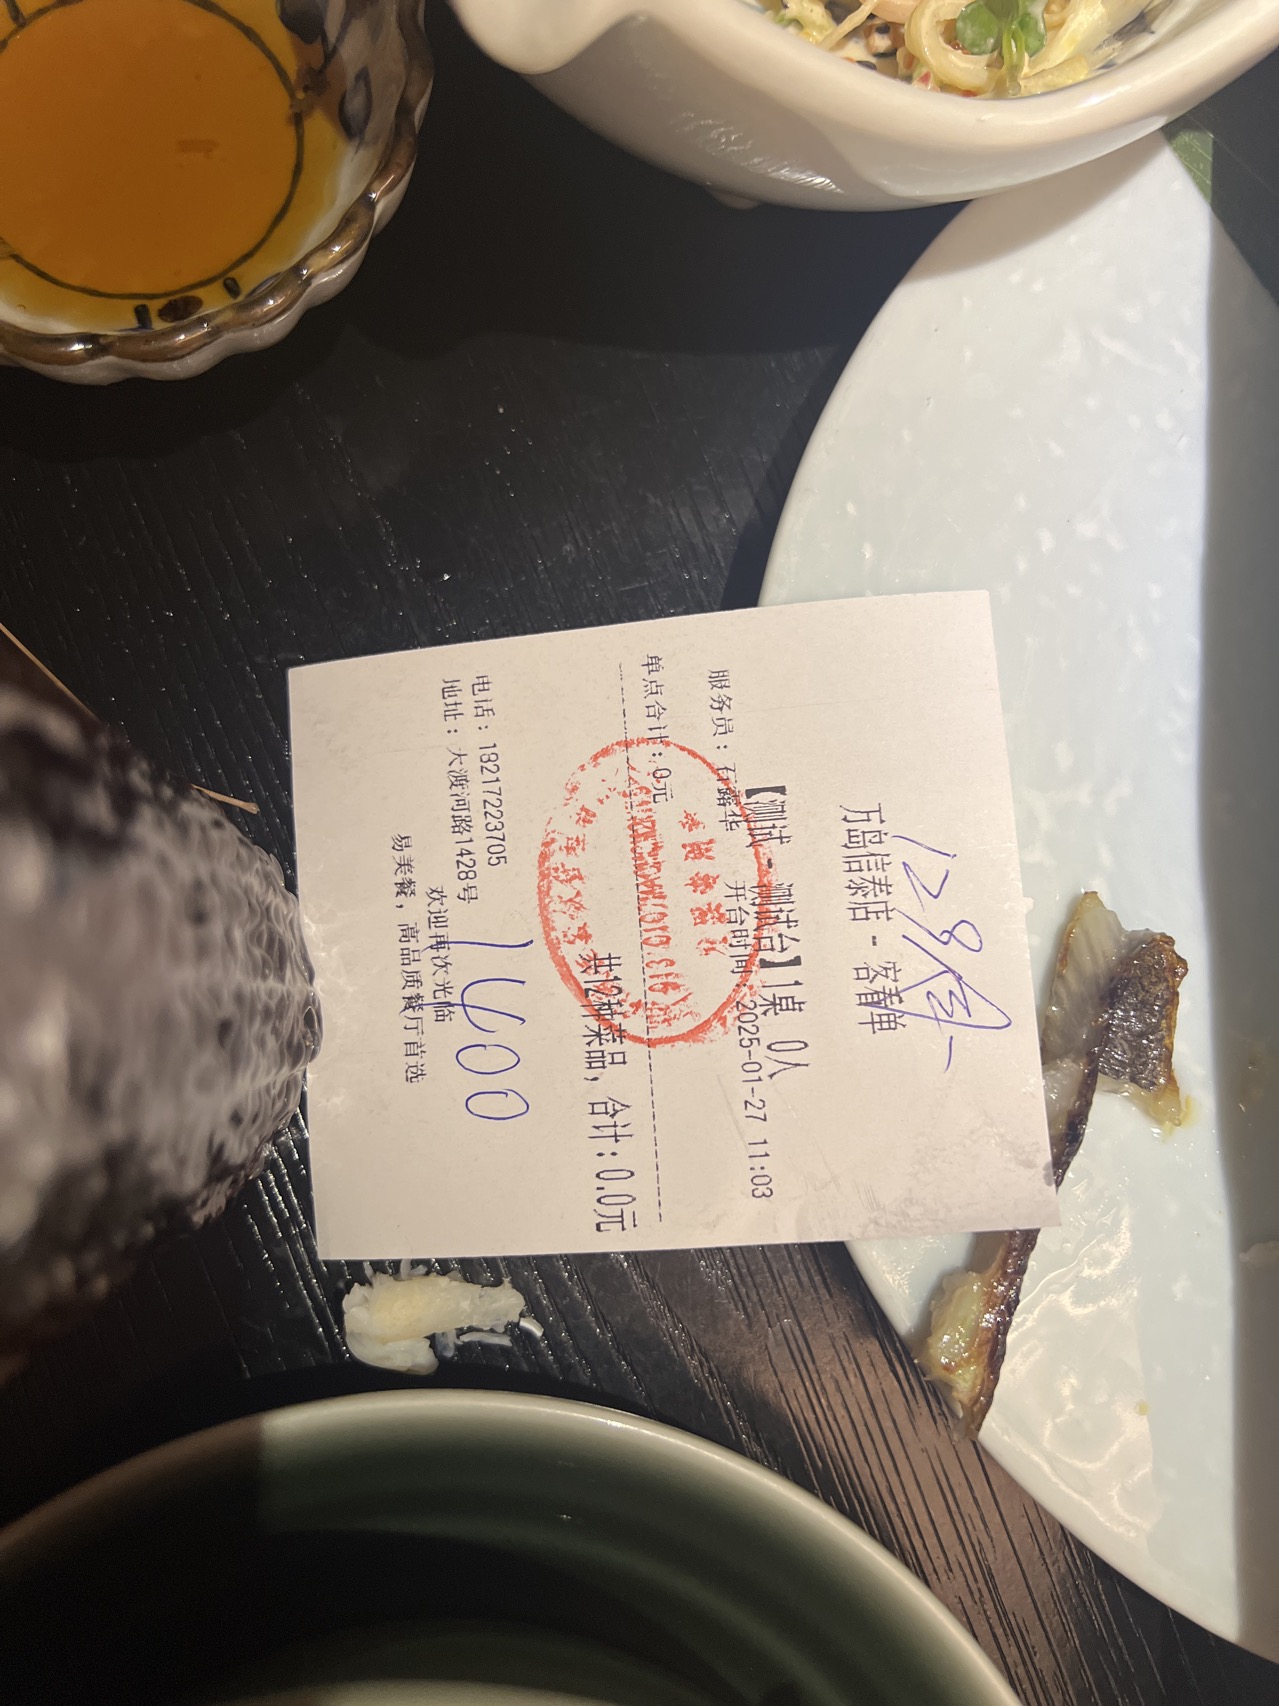 万岛信泰店 - 客看单
【测试 - 测试台】1桌 0人
服务员：石露华 开台时间：2025-01-27 11:03
单点合计：0元
共12种菜品，合计：0.0元
1400
电话：18217223705
地址：大渡河路1428号
欢迎再次光临
易美餐，高品质餐厅首选